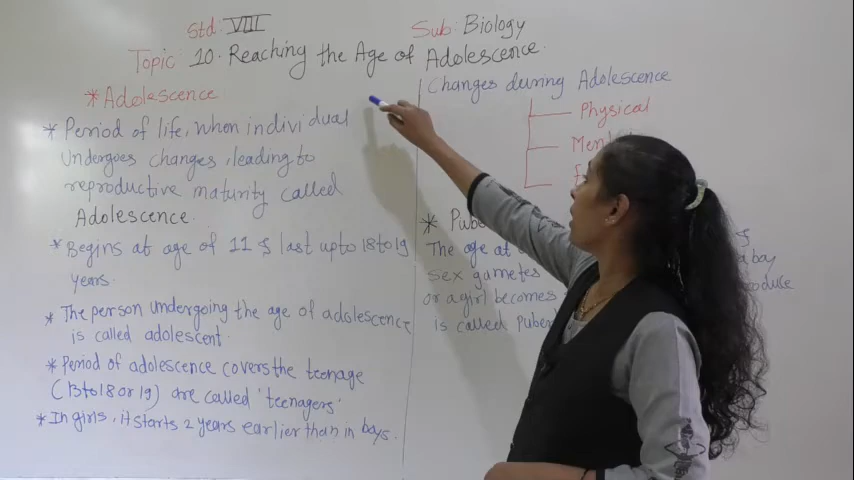 Std: VIII
Sub: Biology
Topic: 10. Reaching the Age of Adolescence.
* Adolescence
* Period of life, when individual
undergoes changes, leading to
reproductive maturity called
Adolescence.
* Begins at age of 11 & last upto 18 to 19
years.
* The person undergoing the age of adolescence
is called adolescent.
* Period of adolescence covers the teenage
(13 to 18 or 19) are called 'teenagers'
* In girls, it starts 2 years earlier than in boys.
Changes during Adolescence
Physical
*
The age at
a boy
sex gametes
or a girl becomes
is called